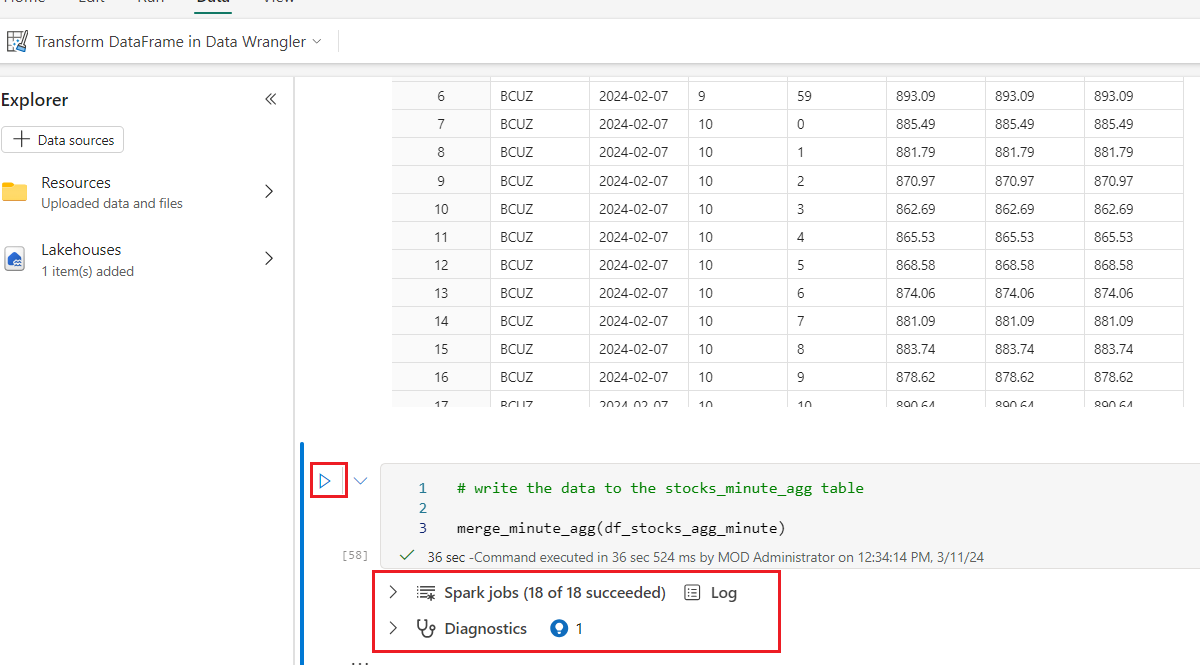 Home Edit Run Data View
Transform DataFrame in Data Wrangler
Explorer
Data sources
Resources
Uploaded data and files
Lakehouses
1 item(s) added
6 BCUZ 2024-02-07 9 59 893.09 893.09 893.09
7 BCUZ 2024-02-07 10 0 885.49 885.49 885.49
8 BCUZ 2024-02-07 10 1 881.79 881.79 881.79
9 BCUZ 2024-02-07 10 2 870.97 870.97 870.97
10 BCUZ 2024-02-07 10 3 862.69 862.69 862.69
11 BCUZ 2024-02-07 10 4 865.53 865.53 865.53
12 BCUZ 2024-02-07 10 5 868.58 868.58 868.58
13 BCUZ 2024-02-07 10 6 874.06 874.06 874.06
14 BCUZ 2024-02-07 10 7 881.09 881.09 881.09
15 BCUZ 2024-02-07 10 8 883.74 883.74 883.74
16 BCUZ 2024-02-07 10 9 878.62 878.62 878.62
17 BCUZ 2024-02-07 10 10 890.64 890.64 890.64
1 # write the data to the stocks_minute_agg table
2
3 merge_minute_agg(df_stocks_agg_minute)
[58] 36 sec -Command executed in 36 sec 524 ms by MOD Administrator on 12:34:14 PM, 3/11/24
Spark jobs (18 of 18 succeeded) Log
Diagnostics 1